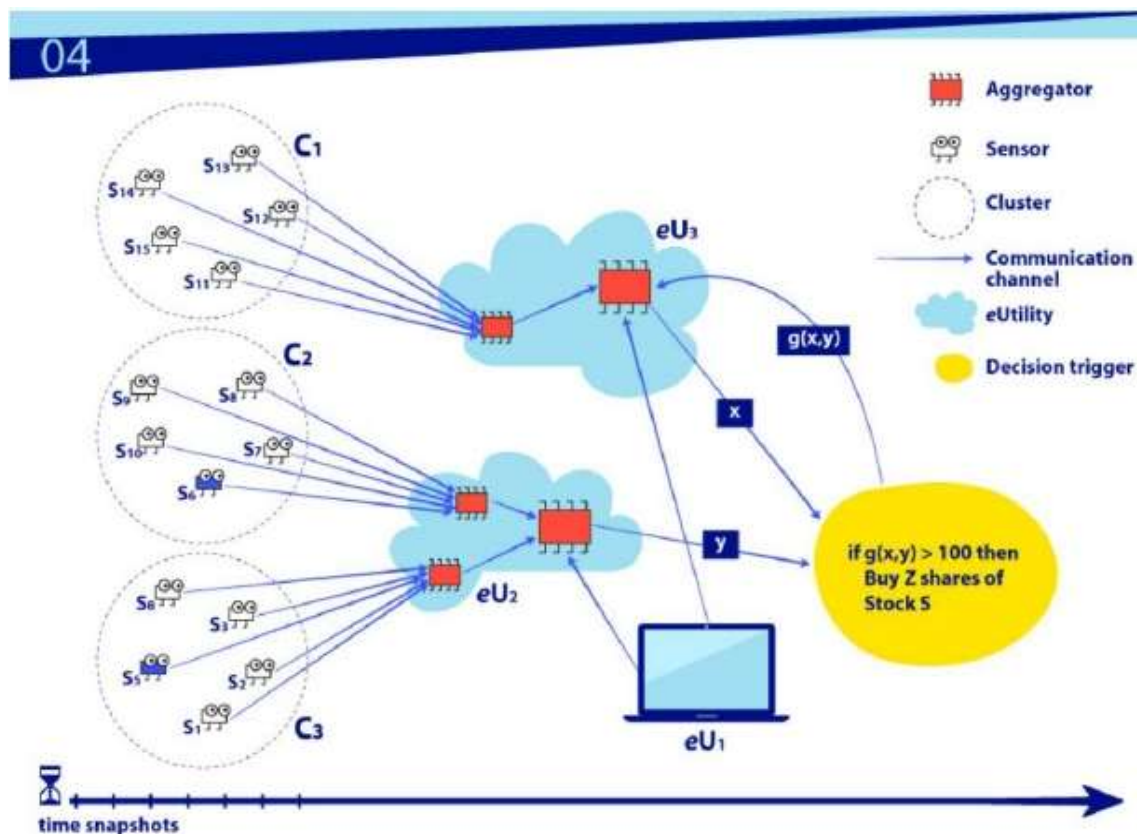 04
Aggregator
Sensor
Cluster
Communication
channel
eUtility
Decision trigger
C1
S13
S14
S12
S15
S11
eU3
g(x,y)
x
C2
S9
S8
S10
S7
S6
y
if g(x,y) > 100 then
Buy Z shares of
Stock S
eU2
S3
S5
S2
S1
C3
eU1
time snapshots